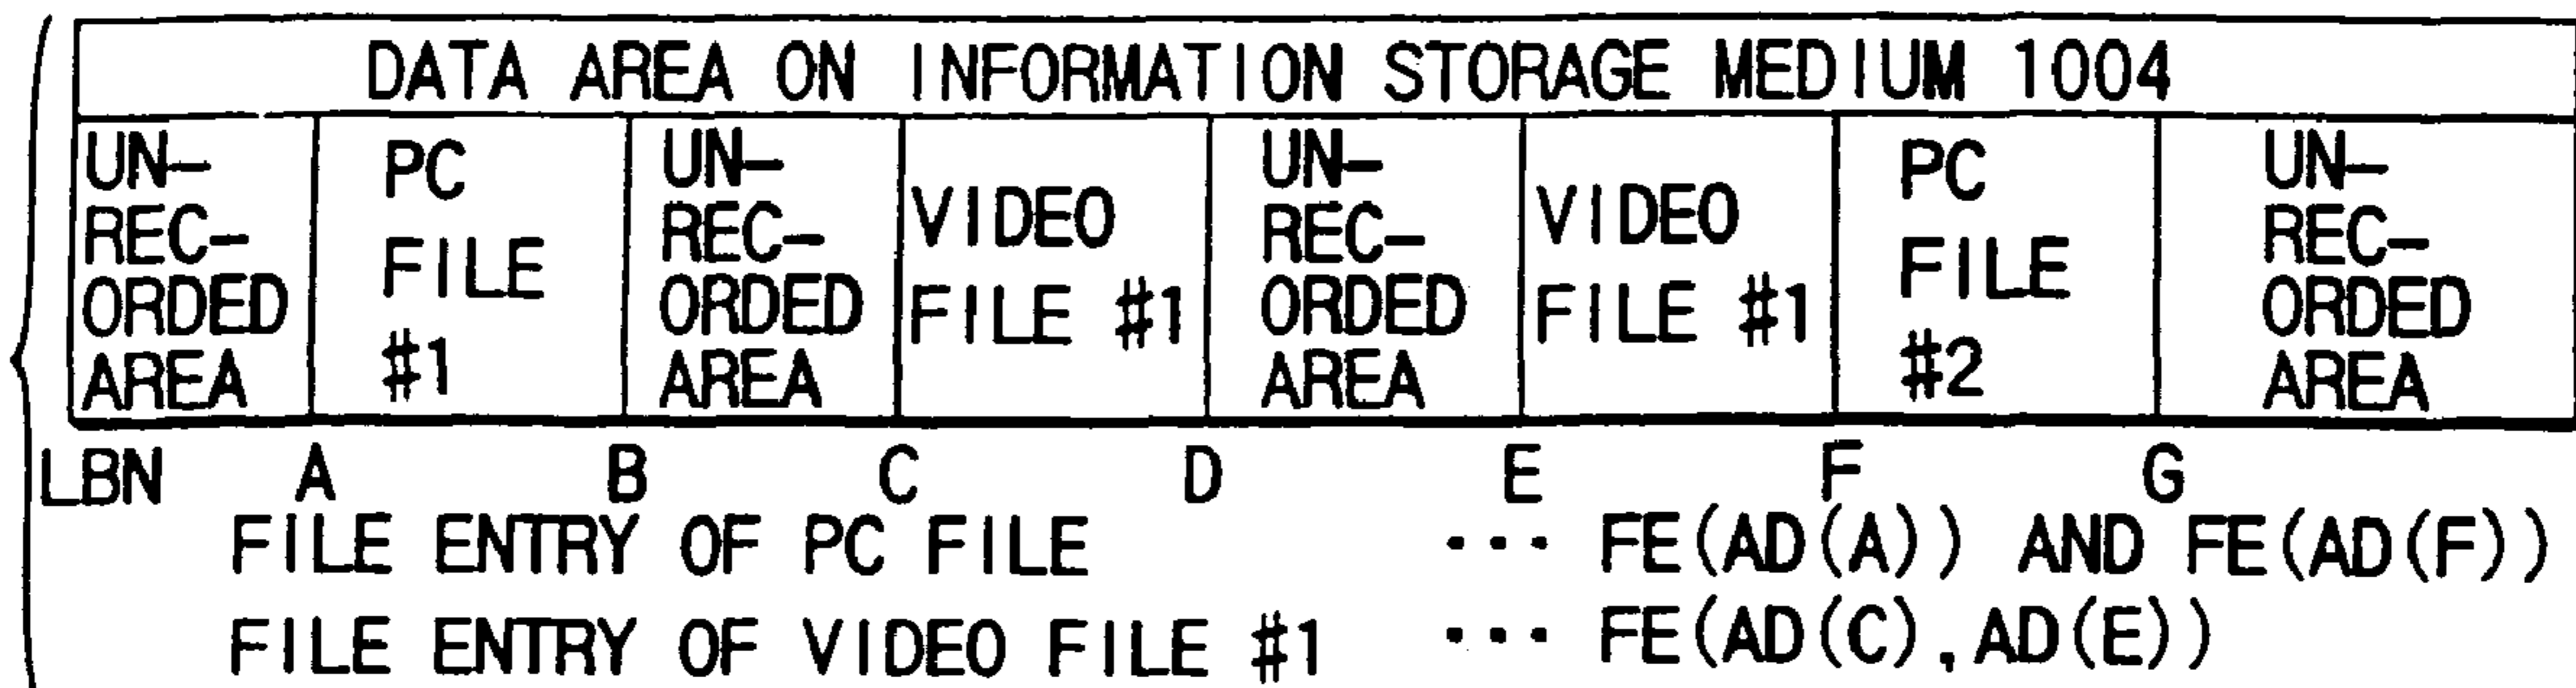 DATA AREA ON INFORMATION STORAGE MEDIUM 1004
UN-
REC-
ORDED
AREA
PC
FILE
#1
UN-
REC-
ORDED
AREA
VIDEO
FILE #1
UN-
REC-
ORDED
AREA
VIDEO
FILE #1
PC
FILE
#2
UN-
REC-
ORDED
AREA
LBN A B C D E F G
FILE ENTRY OF PC FILE ··· FE(AD(A)) AND FE(AD(F))
FILE ENTRY OF VIDEO FILE #1 ··· FE(AD(C),AD(E))